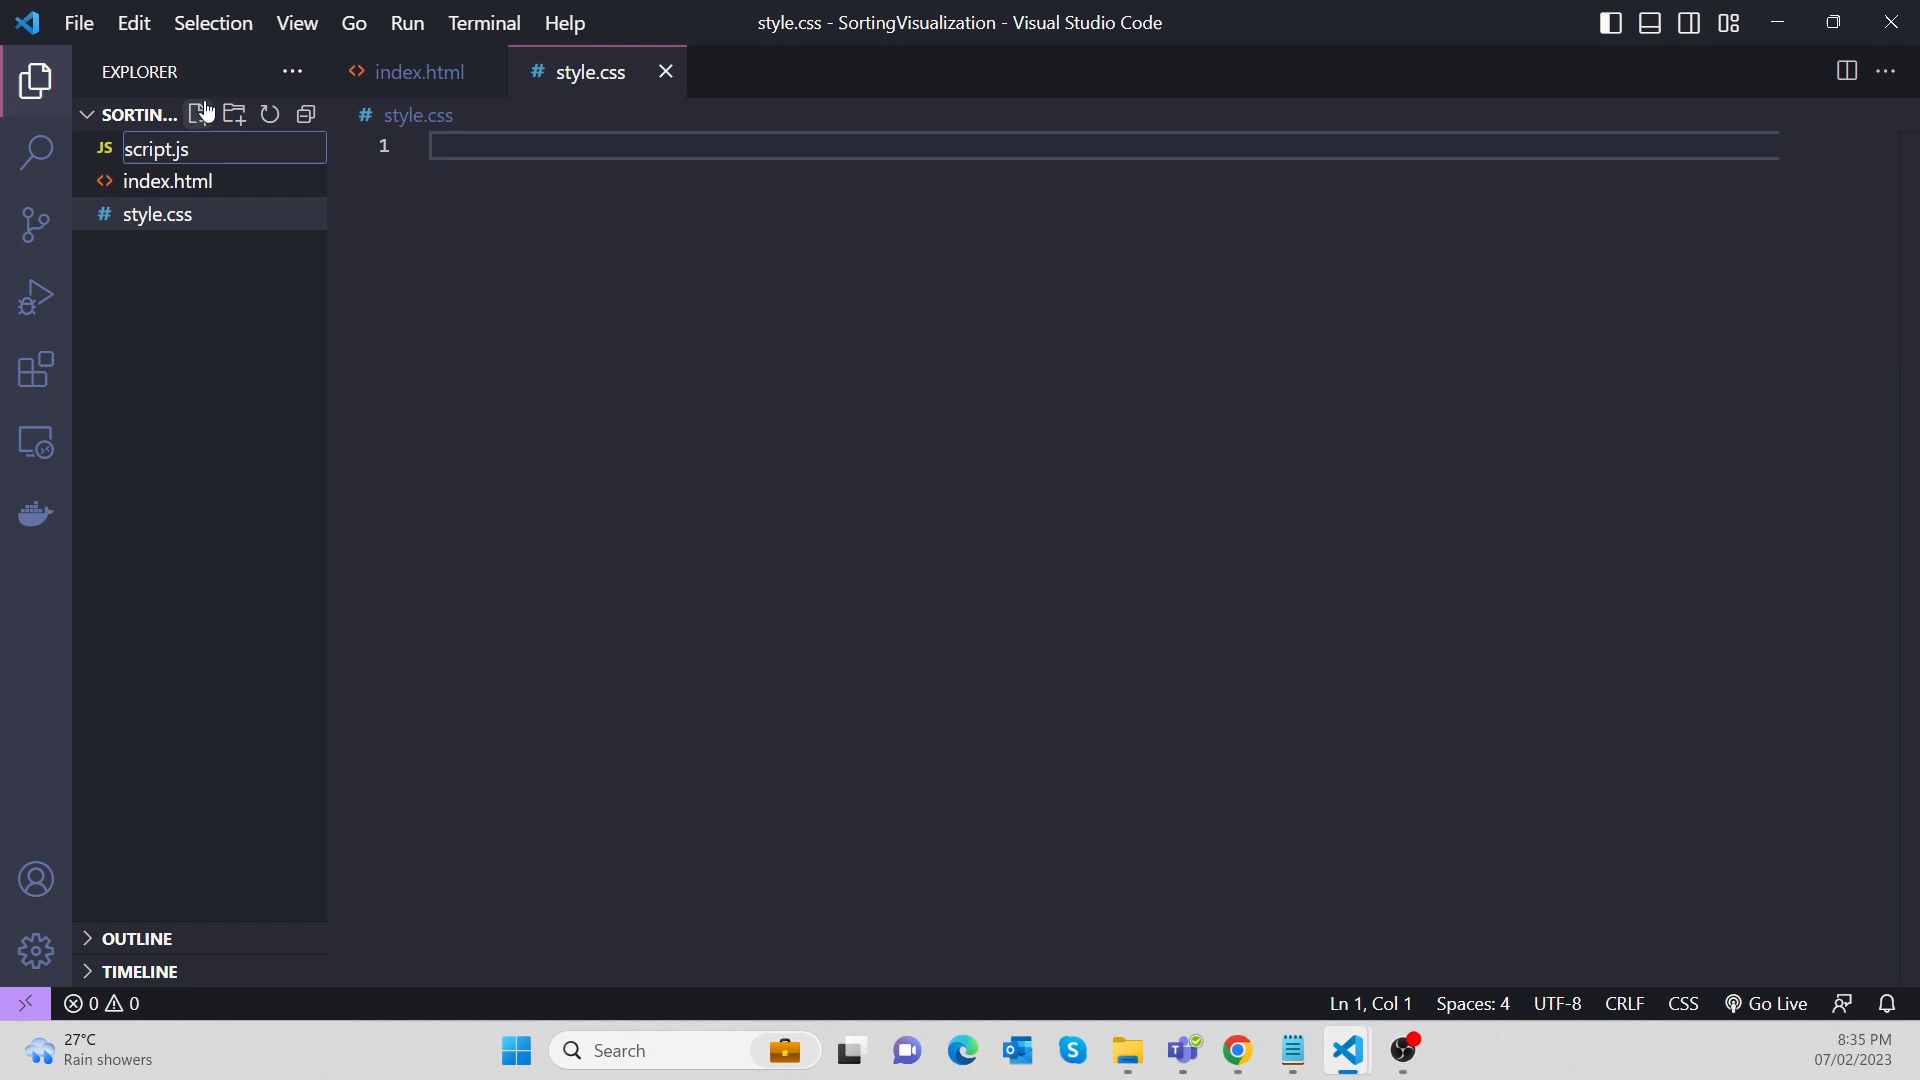 File Edit Selection View Go Run Terminal Help
style.css - SortingVisualization - Visual Studio Code
EXPLORER
index.html
# style.css
SORTIN...
# style.css
JS script.js
1
index.html
# style.css
OUTLINE
TIMELINE
0 0
Ln 1, Col 1 Spaces: 4 UTF-8 CRLF CSS Go Live
27°C
Rain showers
Search
8:35 PM
07/02/2023